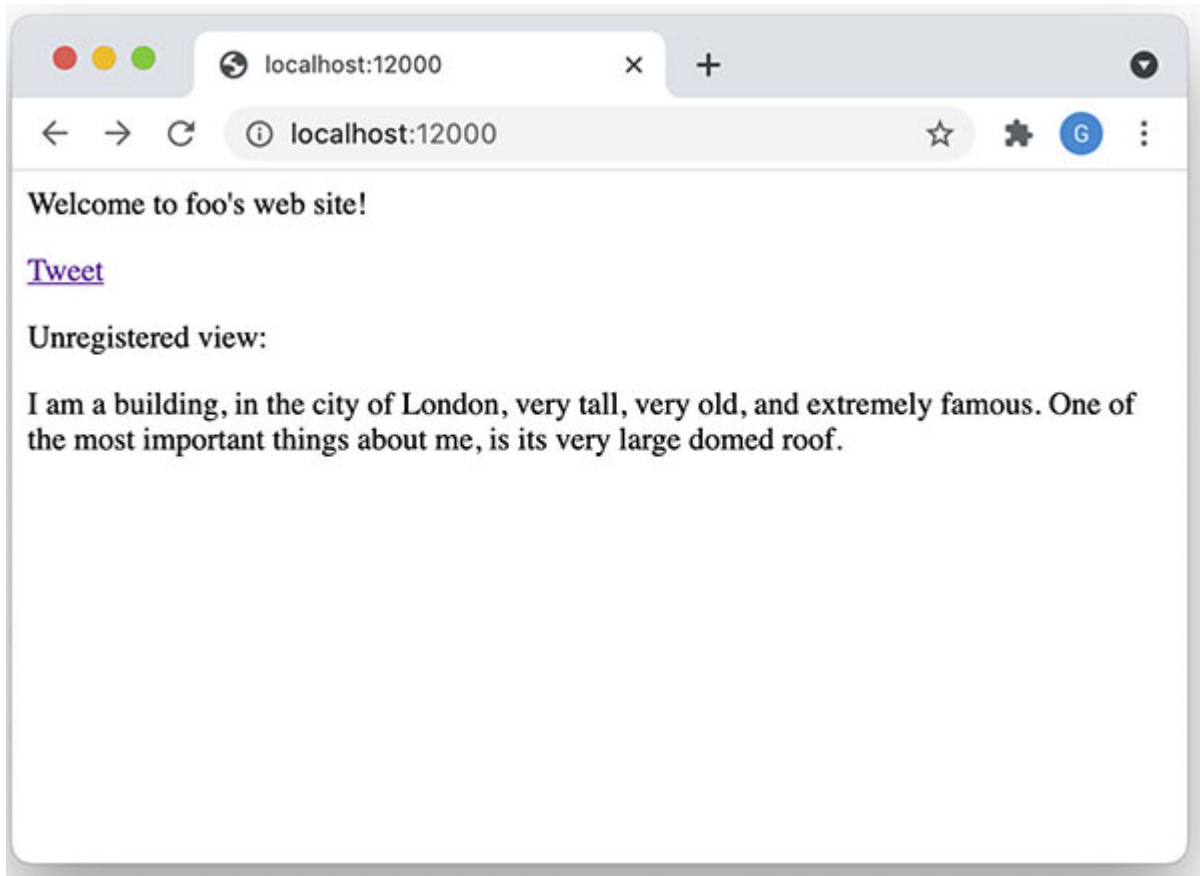 localhost:12000
localhost:12000
G
Welcome to foo's web site!
Tweet
Unregistered view:
I am a building, in the city of London, very tall, very old, and extremely famous. One of
the most important things about me, is its very large domed roof.